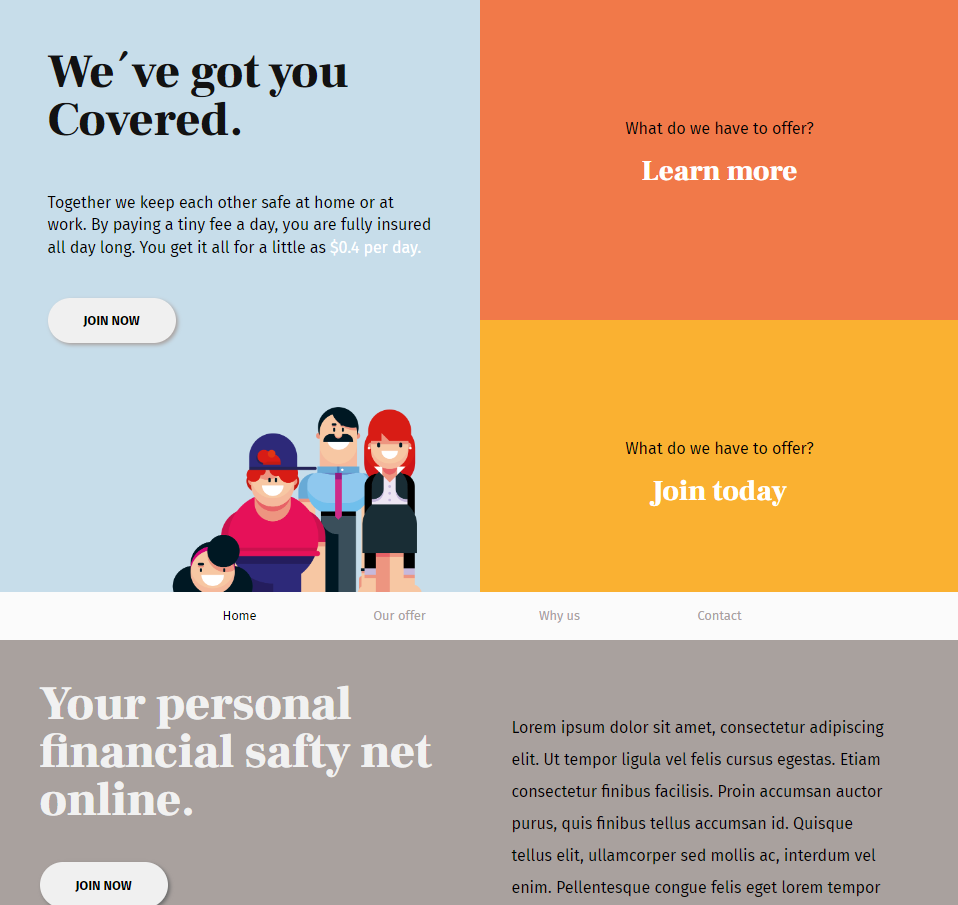 We´ve got you
Covered.
Together we keep each other safe at home or at
work. By paying a tiny fee a day, you are fully insured
all day long. You get it all for a little as $0.4 per day.
JOIN NOW
What do we have to offer?
Learn more
What do we have to offer?
Join today
Home
Our offer
Why us
Contact
Your personal
financial safty net
online.
JOIN NOW
Lorem ipsum dolor sit amet, consectetur adipiscing
elit. Ut tempor ligula vel felis cursus egestas. Etiam
consectetur finibus facilisis. Proin accumsan auctor
purus, quis finibus tellus accumsan id. Quisque
tellus elit, ullamcorper sed mollis ac, interdum vel
enim. Pellentesque congue felis eget lorem tempor